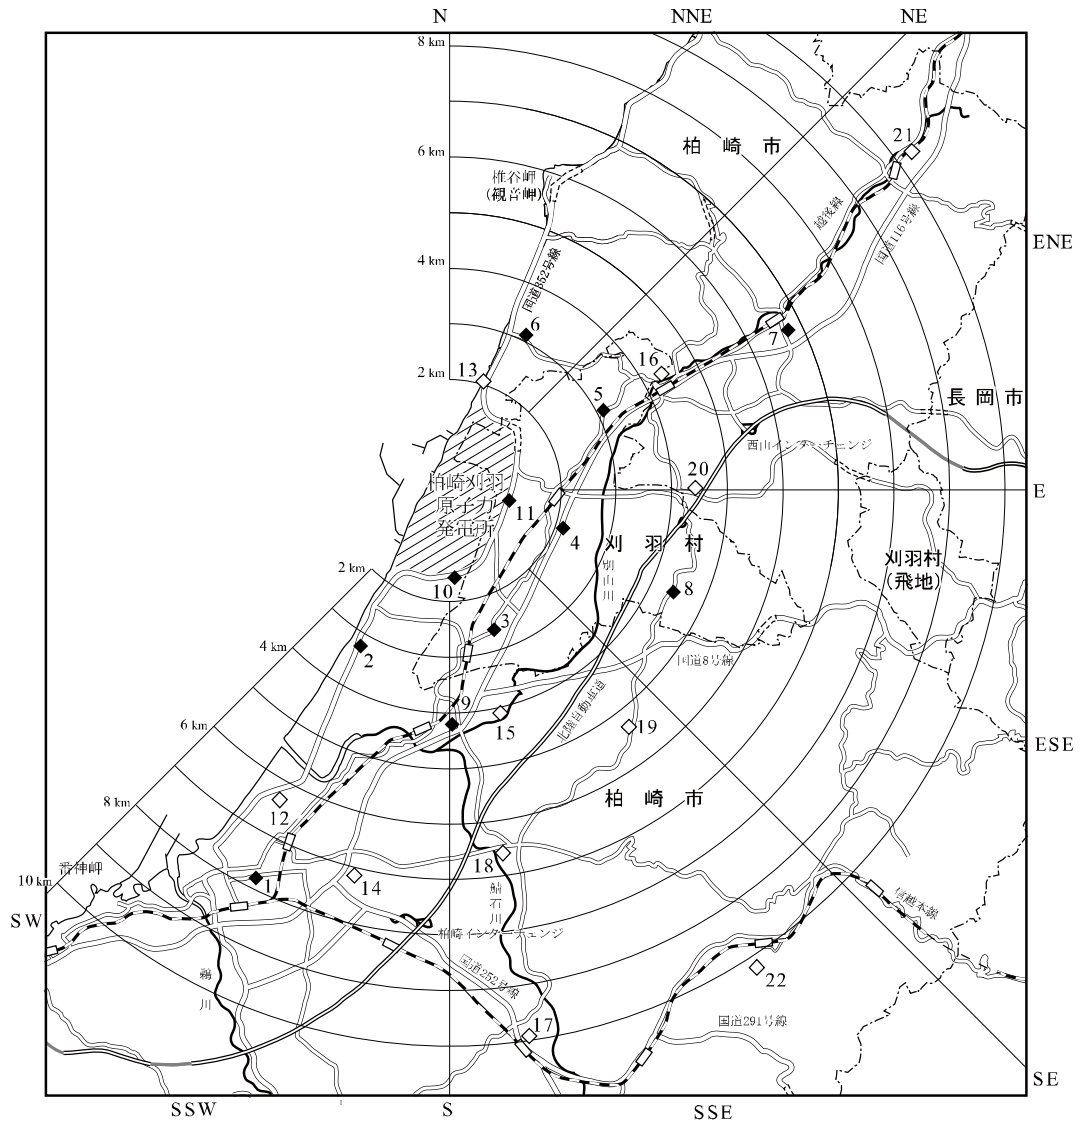 N
NNE
NE
8 km
21
柏崎市
6 km
椎谷岬
(観音岬)
越後線
国道116号線
ENE
4 km
国道352号線
6
7
16
13
2 km
5
長岡市
西山インターチェンジ
20
柏崎刈羽
原子力
発電所
E
11
4
刈羽村
刈羽村
(飛地)
別山川
2 km
10
8
3
4 km
2
国道8号線
9
北陸自動車道
6 km
15
19
ESE
柏崎市
12
8 km
18
番神岬
10 km
1
14
鯖石川
信越本線
SW
柏崎インターチェンジ
国道252号線
鵜川
22
17
国道291号線
SE
SSW
S
SSE